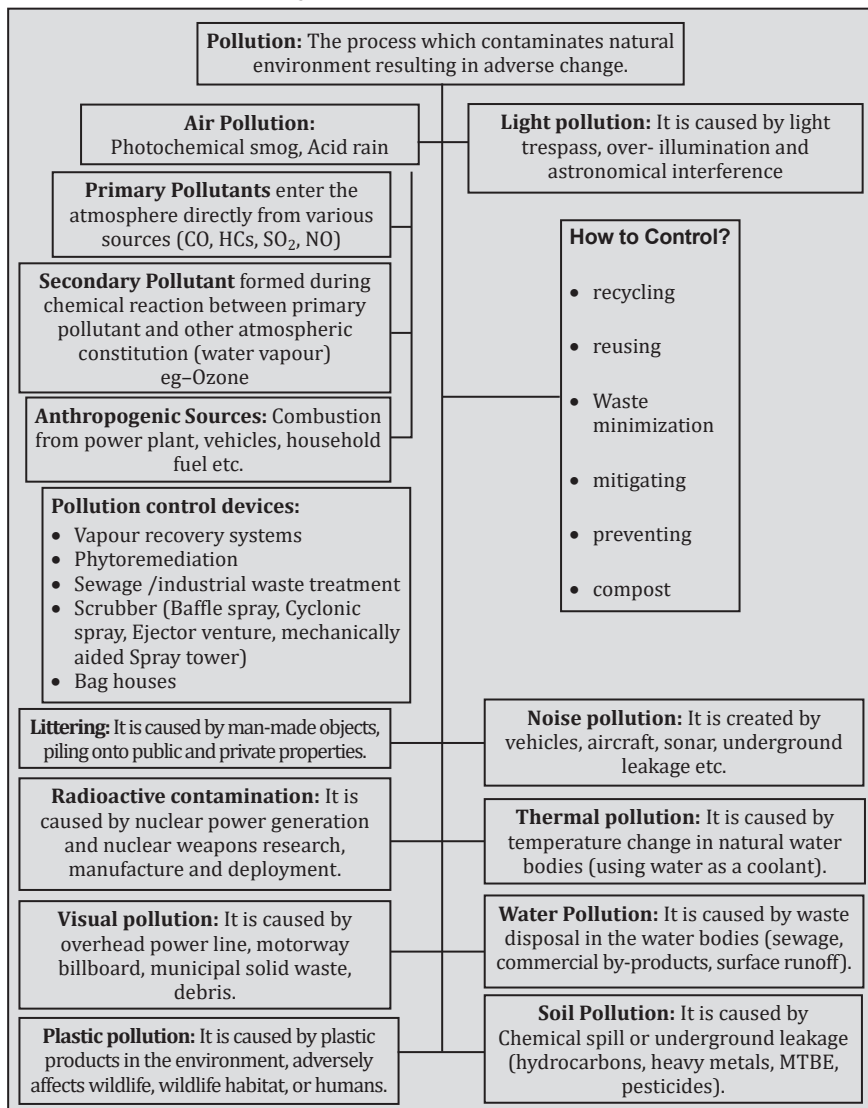 Pollution: The process which contaminates natural
environment resulting in adverse change.
Air Pollution:
Photochemical smog, Acid rain
Primary Pollutants enter the
atmosphere directly from various
sources (CO, HCs, SO₂, NO)
Secondary Pollutant formed during
chemical reaction between primary
pollutant and other atmospheric
constitution (water vapour)
eg–Ozone
Anthropogenic Sources: Combustion
from power plant, vehicles, household
fuel etc.
Pollution control devices:
• Vapour recovery systems
• Phytoremediation
• Sewage /industrial waste treatment
• Scrubber (Baffle spray, Cyclonic
spray, Ejector venture, mechanically
aided Spray tower)
• Bag houses
Littering: It is caused by man-made objects,
piling onto public and private properties.
Radioactive contamination: It is
caused by nuclear power generation
and nuclear weapons research,
manufacture and deployment.
Visual pollution: It is caused by
overhead power line, motorway
billboard, municipal solid waste,
debris.
Plastic pollution: It is caused by plastic
products in the environment, adversely
affects wildlife, wildlife habitat, or humans.
Light pollution: It is caused by light
trespass, over- illumination and
astronomical interference
How to Control?
• recycling
• reusing
• Waste
minimization
• mitigating
• preventing
• compost
Noise pollution: It is created by
vehicles, aircraft, sonar, underground
leakage etc.
Thermal pollution: It is caused by
temperature change in natural water
bodies (using water as a coolant).
Water Pollution: It is caused by waste
disposal in the water bodies (sewage,
commercial by-products, surface runoff).
Soil Pollution: It is caused by
Chemical spill or underground leakage
(hydrocarbons, heavy metals, MTBE,
pesticides).